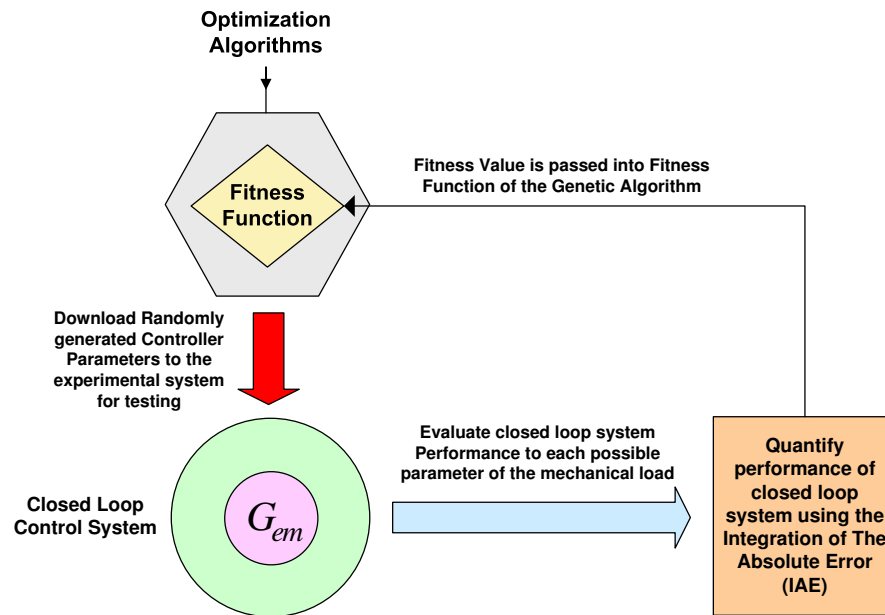 Optimization
Algorithms
Fitness
Function
Fitness Value is passed into Fitness
Function of the Genetic Algorithm
Download Randomly
generated Controller
Parameters to the
experimental system
for testing
Closed Loop
Control System
G_em
Evaluate closed loop system
Performance to each possible
parameter of the mechanical load
Quantify
performance of
closed loop
system using the
Integration of The
Absolute Error
(IAE)